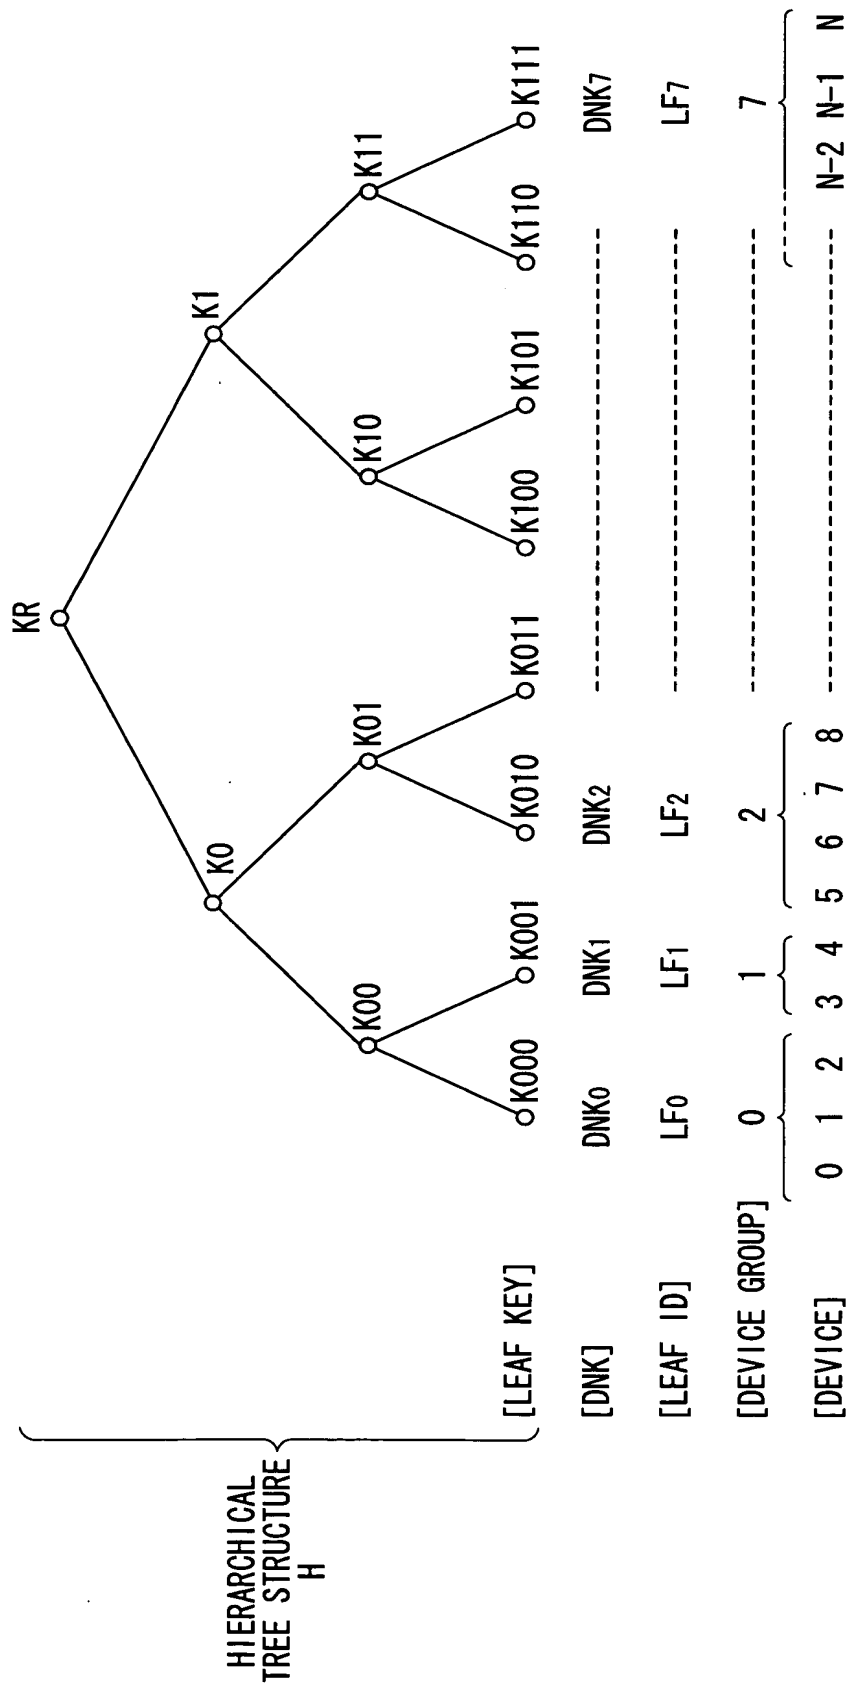 KR
K0 K1
K00 K01 K10 K11
HIERARCHICAL
TREE STRUCTURE
H
[LEAF KEY] K000 K001 K010 K011 K100 K101 K110 K111
[DNK] DNK0 DNK1 DNK2 DNK7
[LEAF ID] LF0 LF1 LF2 LF7
[DEVICE GROUP] 0 1 2 7
[DEVICE] 0 1 2 3 4 5 6 7 8 N-2 N-1 N